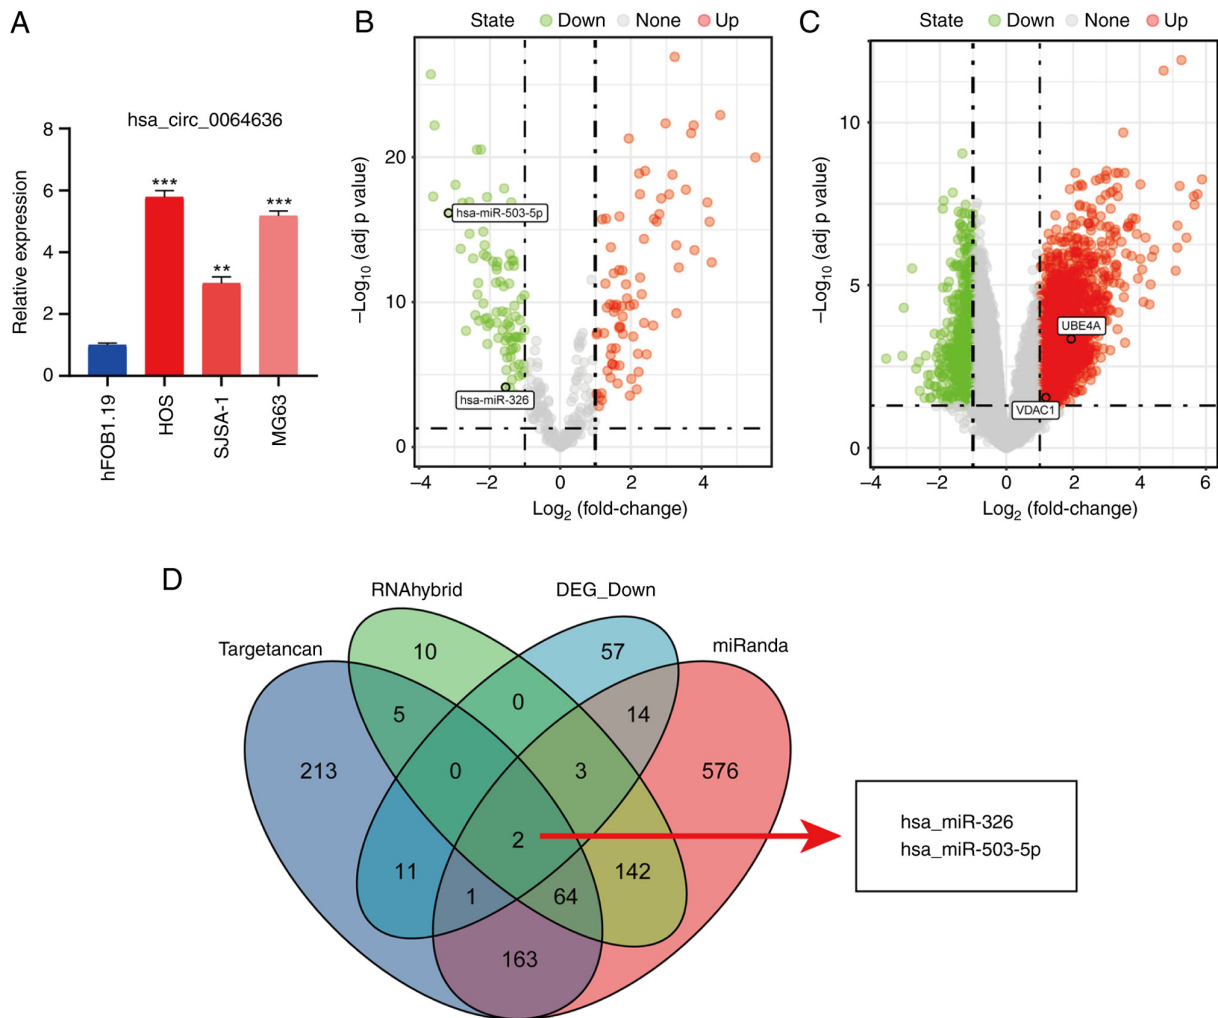 A
hsa_circ_0064636
Relative expression
8
6
4
2
0
***
**
***
hFOB1.19
HOS
SJSA-1
MG63
B
State Down None Up
–Log10 (adj p value)
20
10
0
hsa-miR-503-5p
hsa-miR-326
–4 –2 0 2 4
Log2 (fold-change)
C
State Down None Up
–Log10 (adj p value)
10
5
0
UBE4A
VDAC1
–4 –2 0 2 4 6
Log2 (fold-change)
D
RNAhybrid
DEG_Down
Targetancan
miRanda
10
57
5
0
14
213
0
3
576
2
11
1
64
142
163
hsa_miR-326
hsa_miR-503-5p